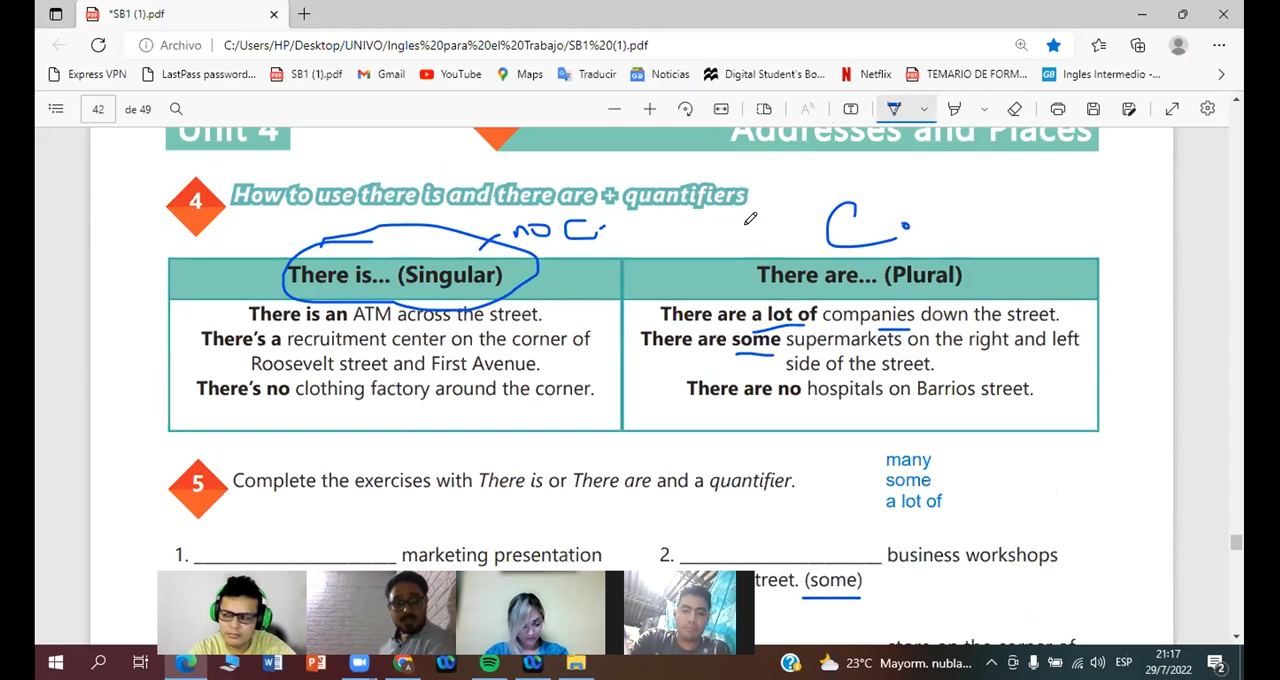 *SB1 (1).pdf
Archivo C:/Users/HP/Desktop/UNIVO/Ingles%20para%20el%20Trabajo/SB1%20(1).pdf
Express VPN LastPass password... SB1 (1).pdf Gmail YouTube Maps Traducir Noticias Digital Student's Bo... Netflix TEMARIO DE FORM... Ingles Intermedio -...
42 de 49
Unit 4 Addresses and Places
4 How to use there is and there are + quantifiers
no C.
C.
There is... (Singular) There are... (Plural)
There is an ATM across the street. There are a lot of companies down the street.
There's a recruitment center on the corner of There are some supermarkets on the right and left
Roosevelt street and First Avenue. side of the street.
There's no clothing factory around the corner. There are no hospitals on Barrios street.
many
5 Complete the exercises with There is or There are and a quantifier. some
a lot of
1. ____________________ marketing presentation 2. ____________________ business workshops
treet. (some)
store on the corner of
23°C Mayorm. nubla... ESP 21:17
29/7/2022 2